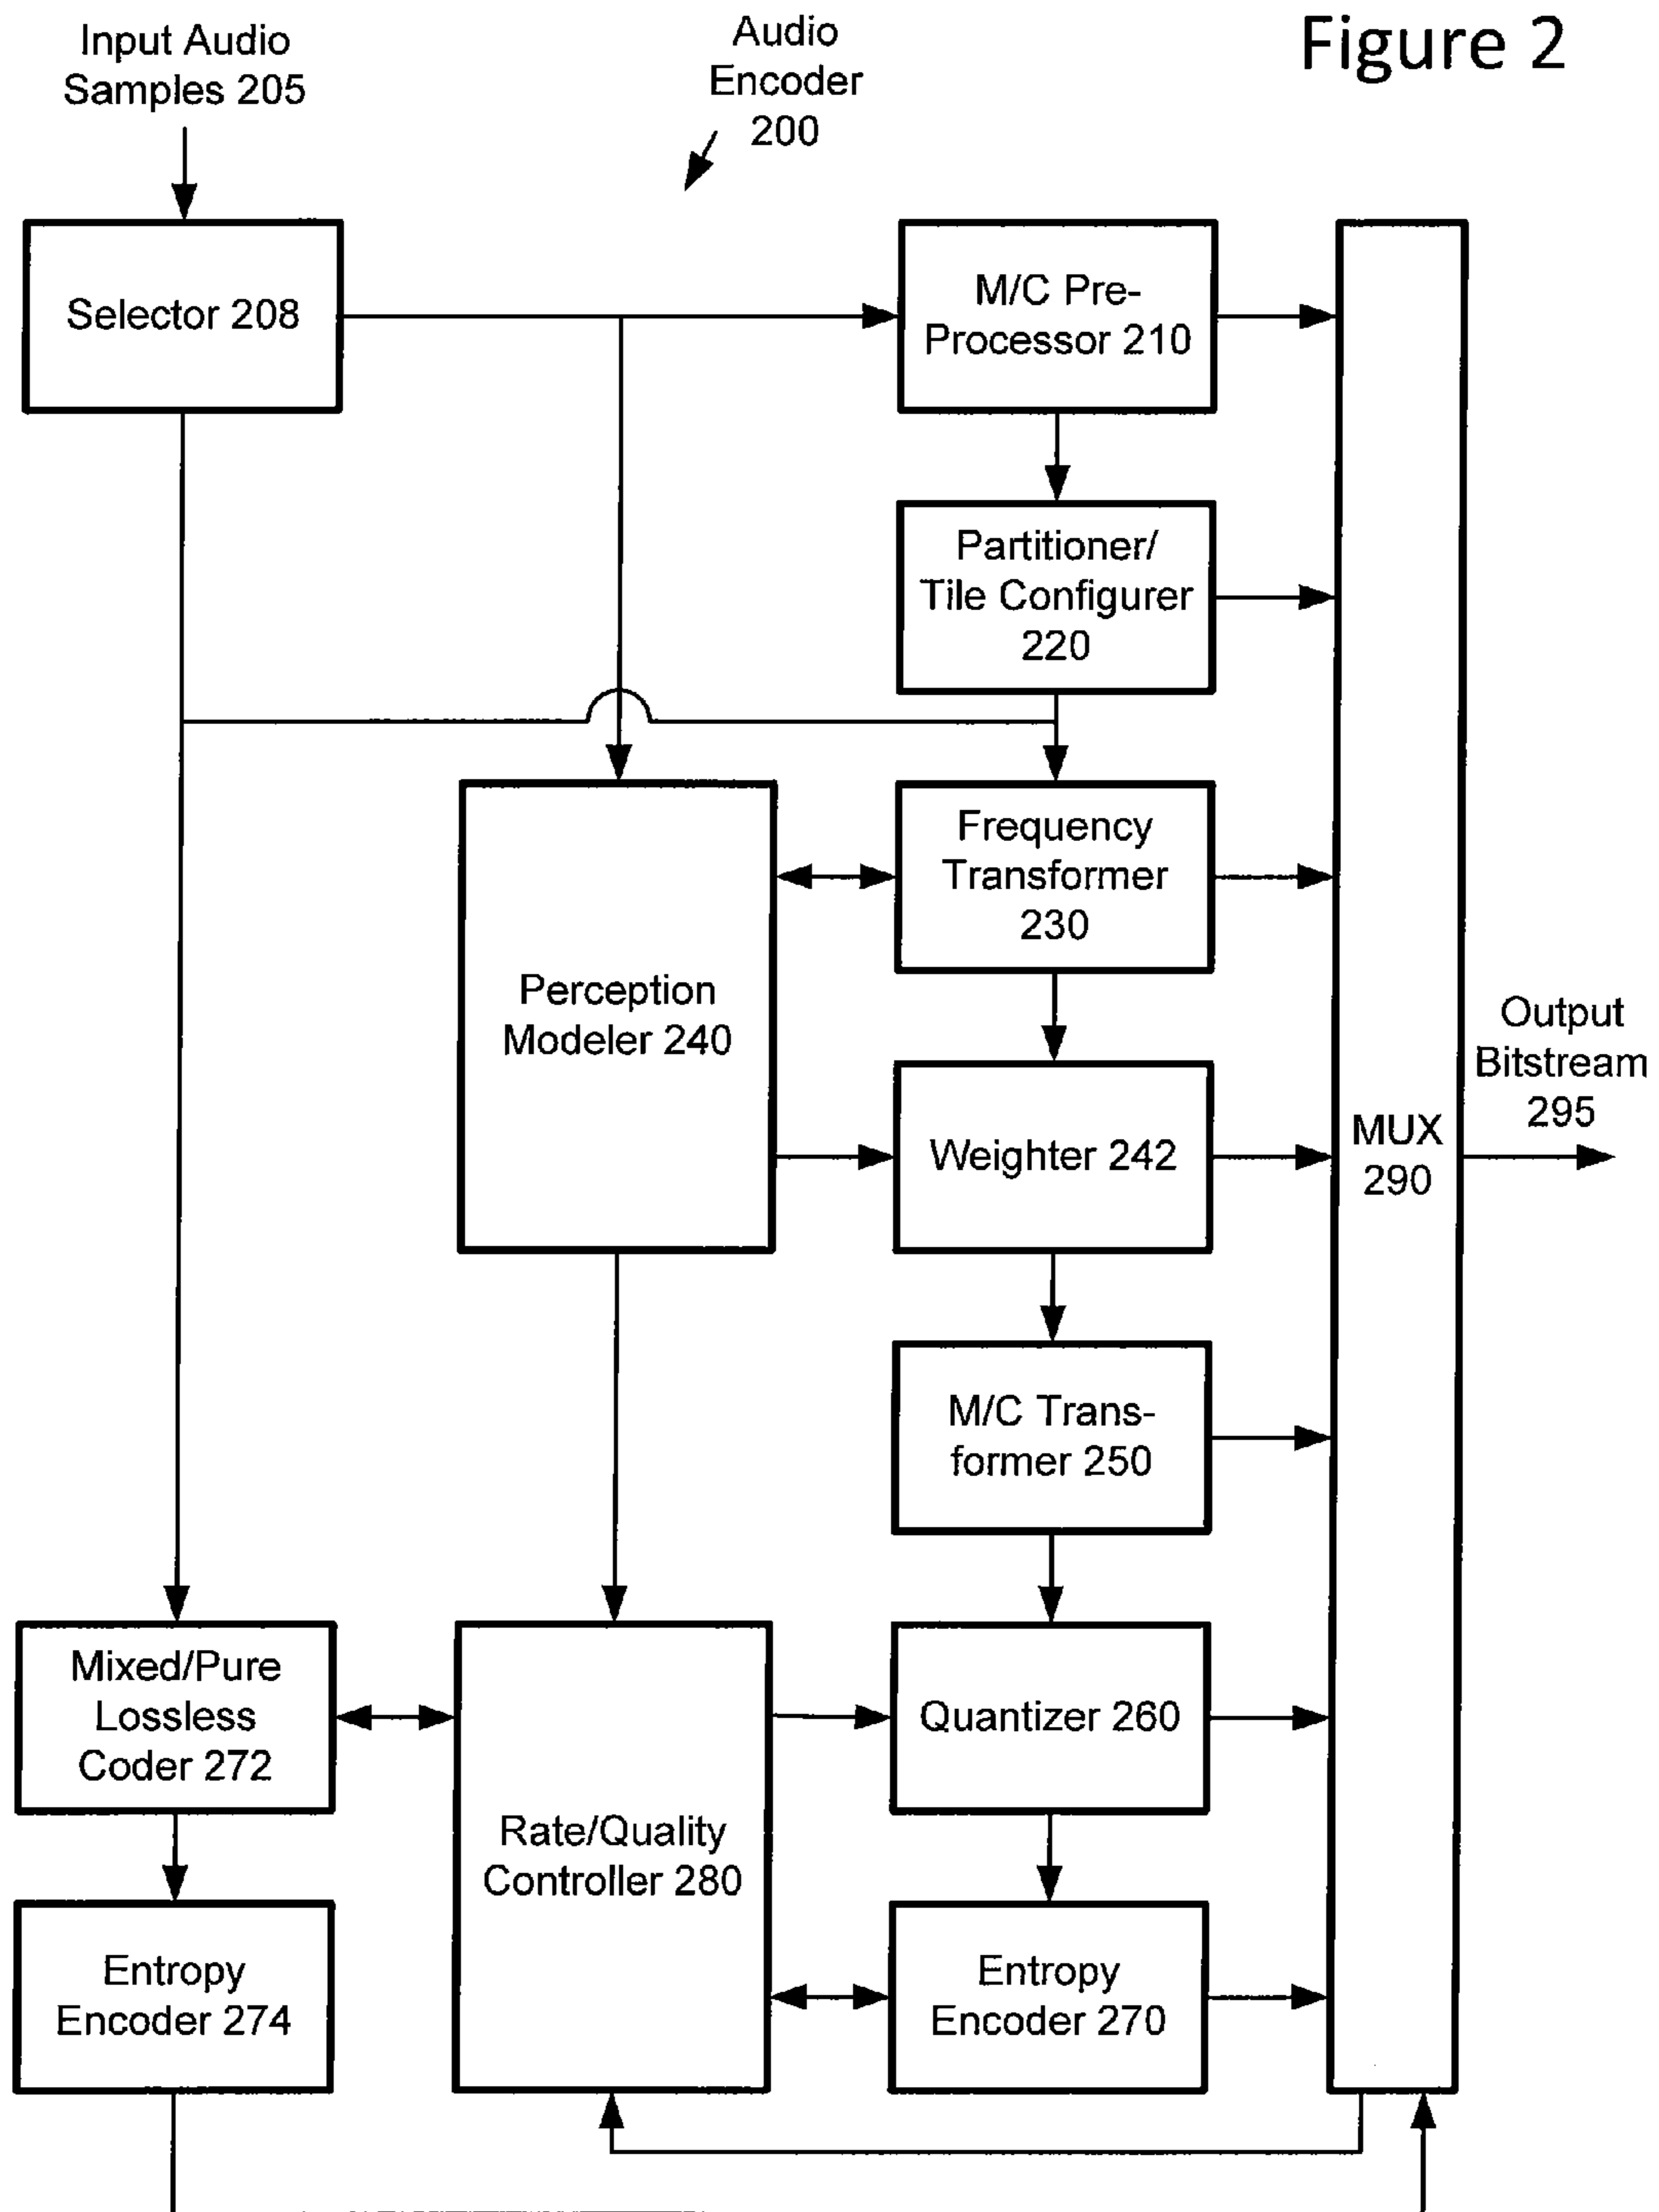 Input Audio
Samples 205
Audio
Encoder
200
Figure 2
Selector 208
M/C Pre-
Processor 210
Partitioner/
Tile Configurer
220
Frequency
Transformer
230
Perception
Modeler 240
Output
Bitstream
295
MUX
290
Weighter 242
M/C Trans-
former 250
Mixed/Pure
Lossless
Coder 272
Quantizer 260
Rate/Quality
Controller 280
Entropy
Encoder 274
Entropy
Encoder 270